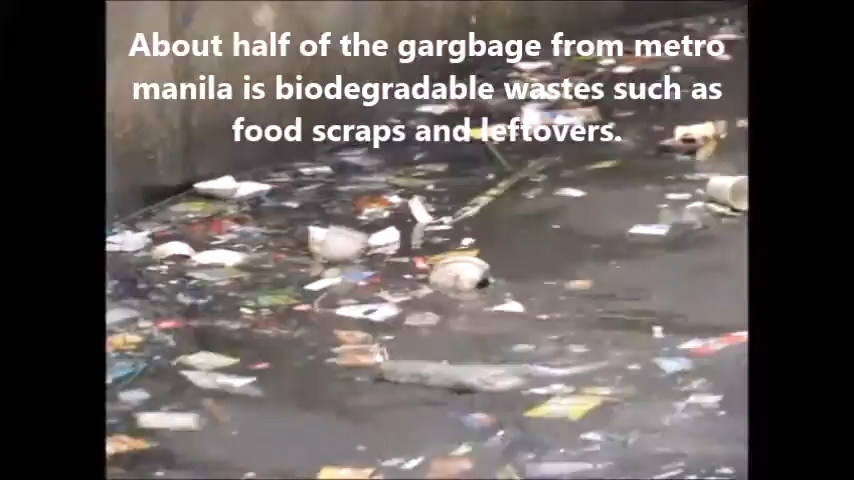 About half of the gargbage from metro
manila is biodegradable wastes such as
food scraps and leftovers.